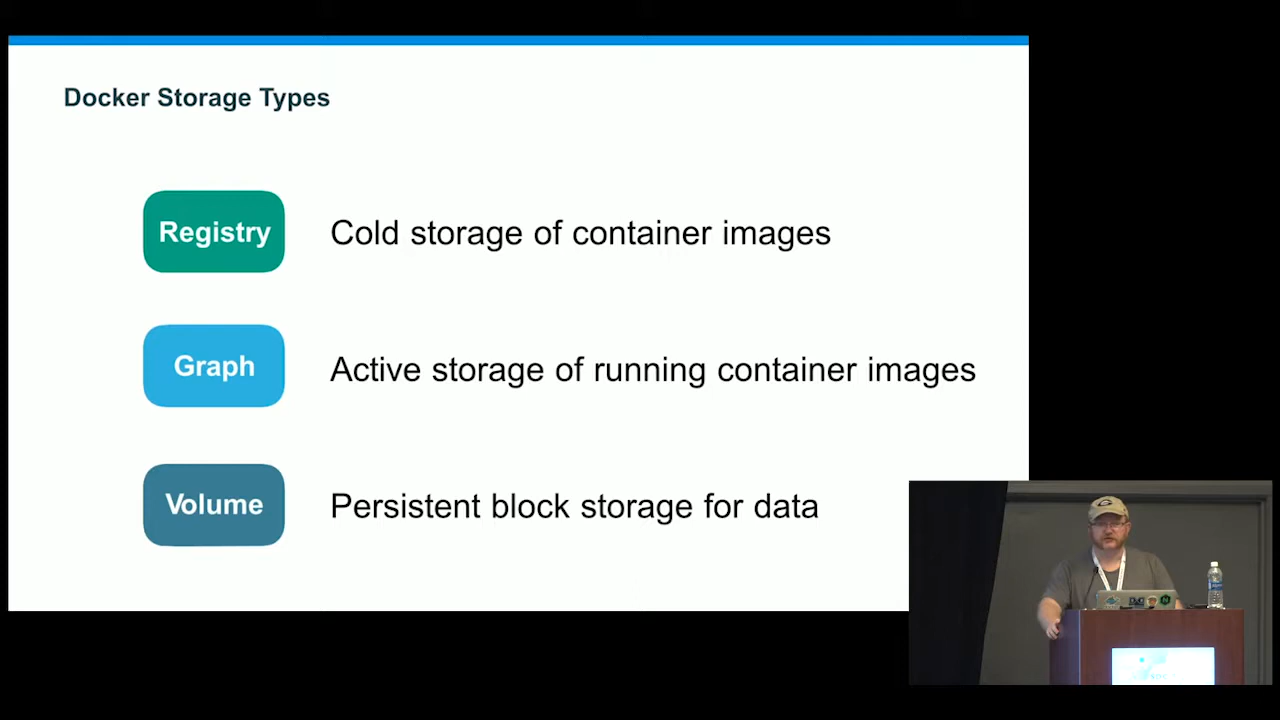 Docker Storage Types
Registry
Cold storage of container images
Graph
Active storage of running container images
Volume
Persistent block storage for data